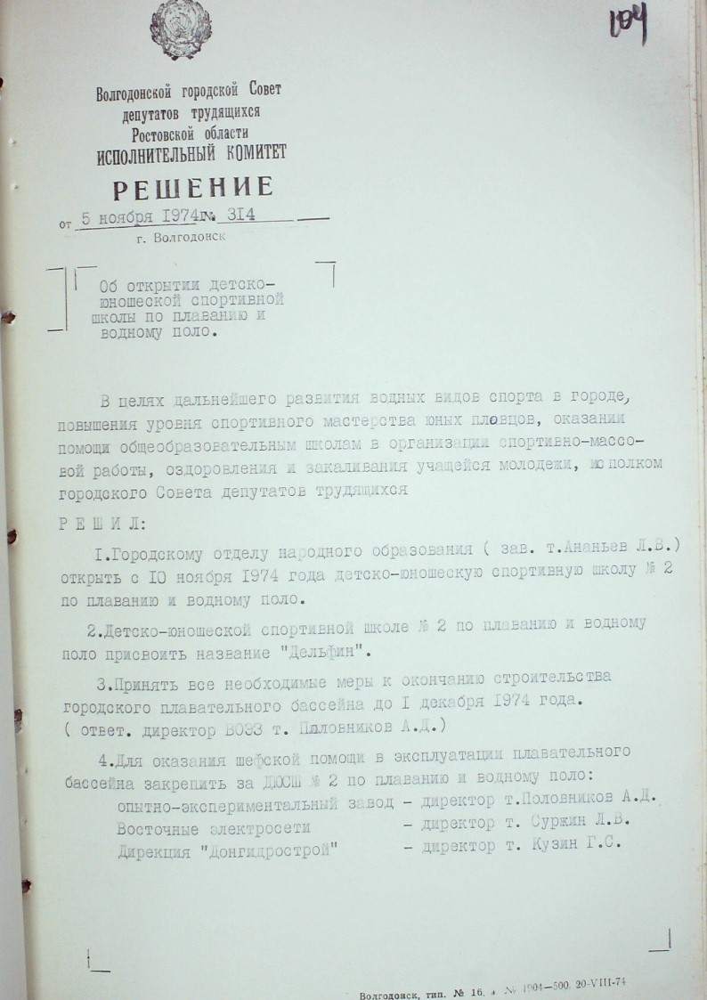 104
Волгодонской городской Совет
депутатов трудящихся
Ростовской области
ИСПОЛНИТЕЛЬНЫЙ КОМИТЕТ
РЕШЕНИЕ
от 5 ноября 1974г. № 314
г. Волгодонск
Об открытии детско-
юношеской спортивной
школы по плаванию и
водному поло.
В целях дальнейшего развития водных видов спорта в городе,
повышения уровня спортивного мастерства юных пловцов, оказании
помощи общеобразовательным школам в организации спортивно-массо-
вой работы, оздоровления и закаливания учащейся молодежи, исполком
городского Совета депутатов трудящихся
Р Е Ш И Л:
1.Городскому отделу народного образования ( зав. т.Ананьев Л.В.)
открыть с 10 ноября 1974 года детско-юношескую спортивную школу № 2
по плаванию и водному поло.
2.Детско-юношеской спортивной школе № 2 по плаванию и водному
поло присвоить название "Дельфин".
3.Принять все необходимые меры к окончанию строительства
городского плавательного бассейна до 1 декабря 1974 года.
( ответ. директор ВОЭЗ т. Половников А.Д.)
4.Для оказания шефской помощи в эксплуатации плавательного
бассейна закрепить за ДЮСШ № 2 по плаванию и водному поло:
опытно-экспериментальный завод - директор т.Половников А.Д.
Восточные электросети - директор т. Суржин Л.В.
Дирекция "Донгидрострой" - директор т. Кузин Г.С.
Волгодонск, тип. № 16, з. № 1904—500, 20-VIII-74